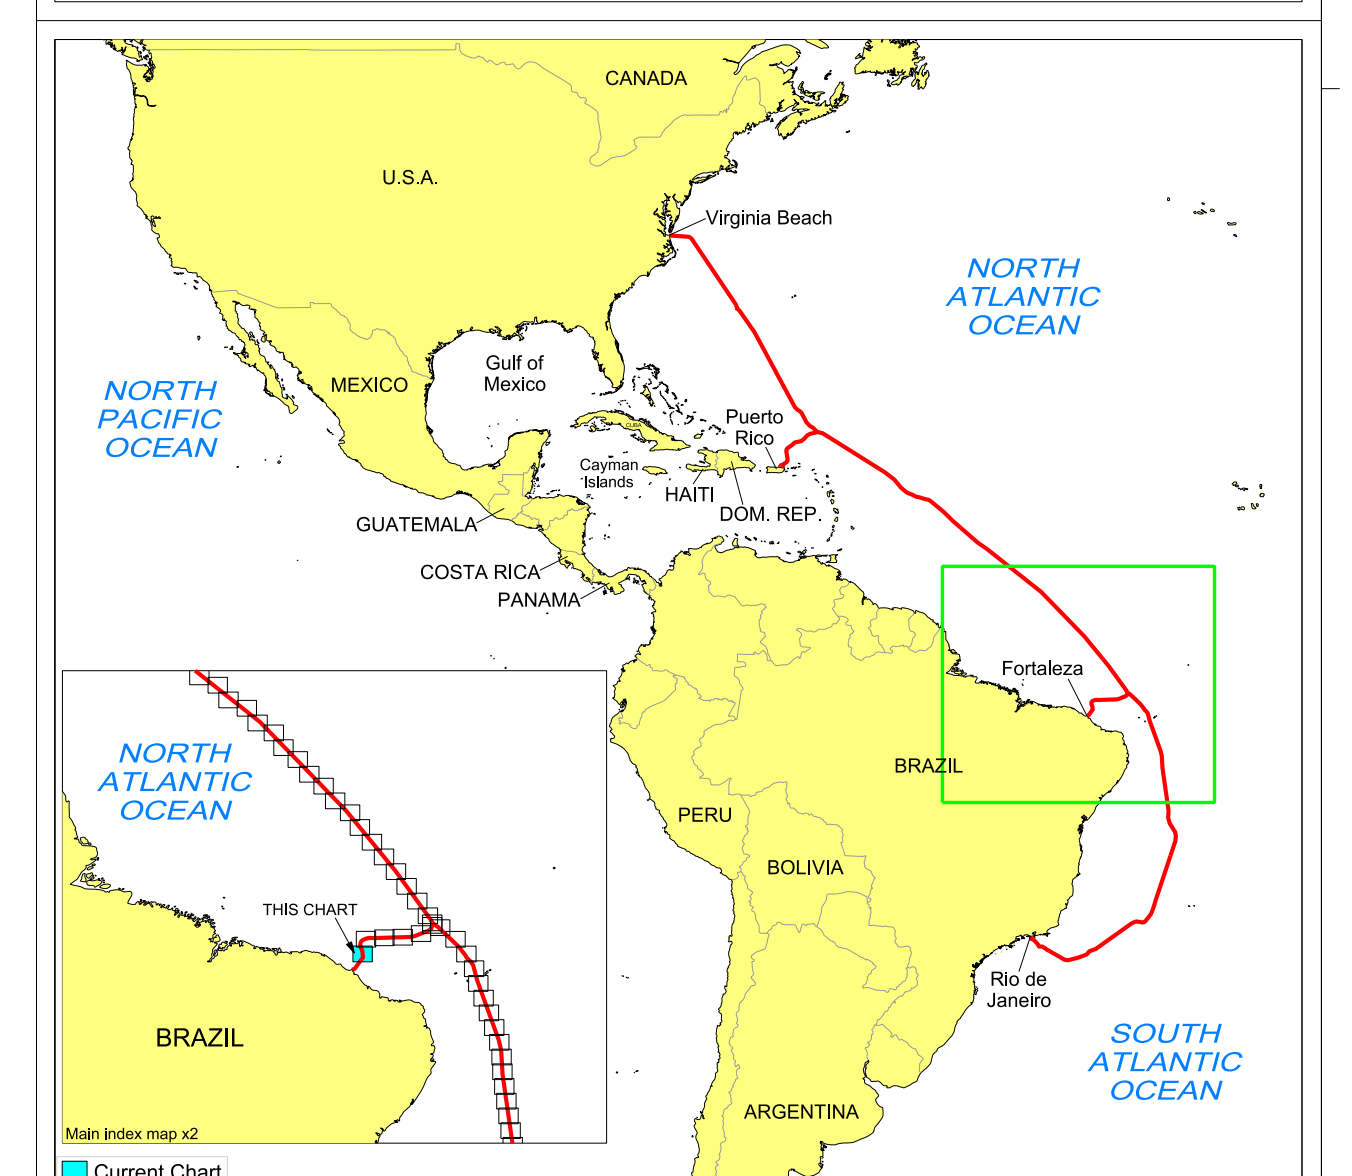 CANADA
U.S.A.
Virginia Beach
NORTH
ATLANTIC
OCEAN
Gulf of
Mexico
MEXICO
NORTH
PACIFIC
OCEAN
Puerto
Rico
CUBA
Cayman
Islands
HAITI
DOM. REP.
GUATEMALA
COSTA RICA
PANAMA
Fortaleza
BRAZIL
PERU
BOLIVIA
Rio de
Janeiro
SOUTH
ATLANTIC
OCEAN
ARGENTINA
NORTH
ATLANTIC
OCEAN
THIS CHART
BRAZIL
Main index map x2
Current Chart